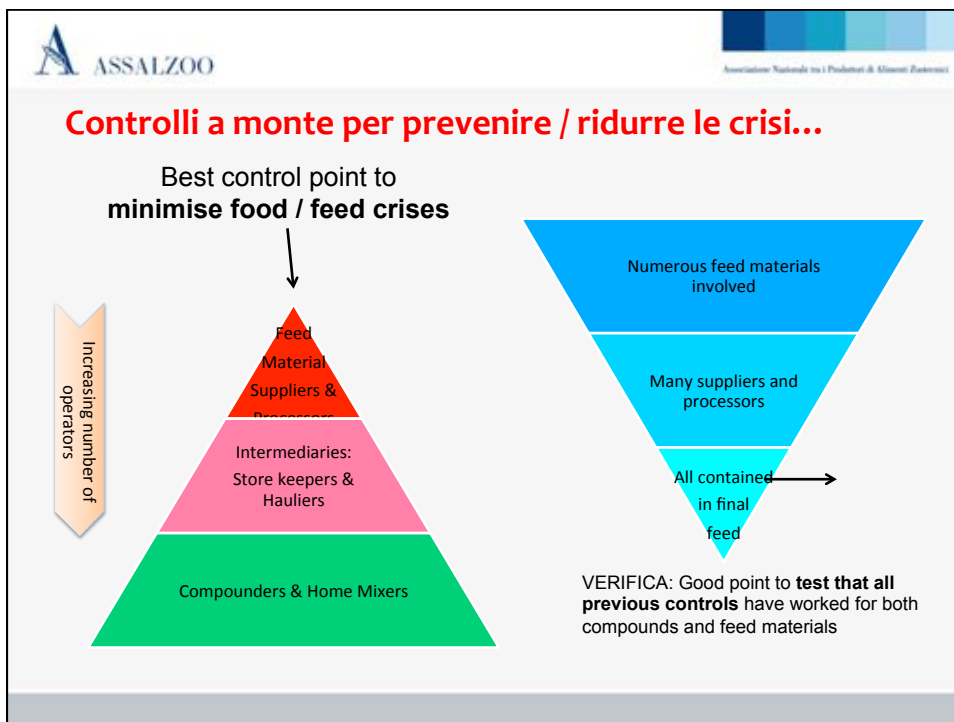 ASSALZOO
Associazione Nazionale tra i Produttori di Alimenti Zootecnici
Controlli a monte per prevenire / ridurre le crisi...
Best control point to
minimise food / feed crises
Increasing number of
operators
Feed
Material
Suppliers &
Processors
Intermediaries:
Store keepers &
Hauliers
Compounders & Home Mixers
Numerous feed materials
involved
Many suppliers and
processors
All contained
in final
feed
VERIFICA: Good point to test that all
previous controls have worked for both
compounds and feed materials